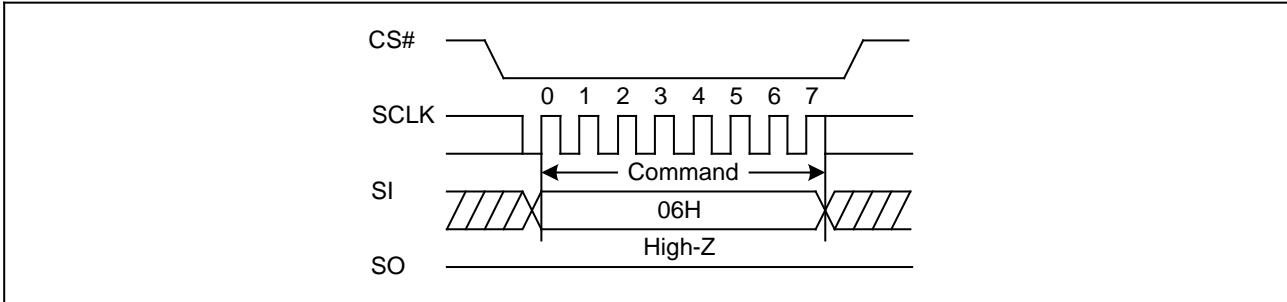 CS#
0 1 2 3 4 5 6 7
SCLK
Command
SI
06H
High-Z
SO